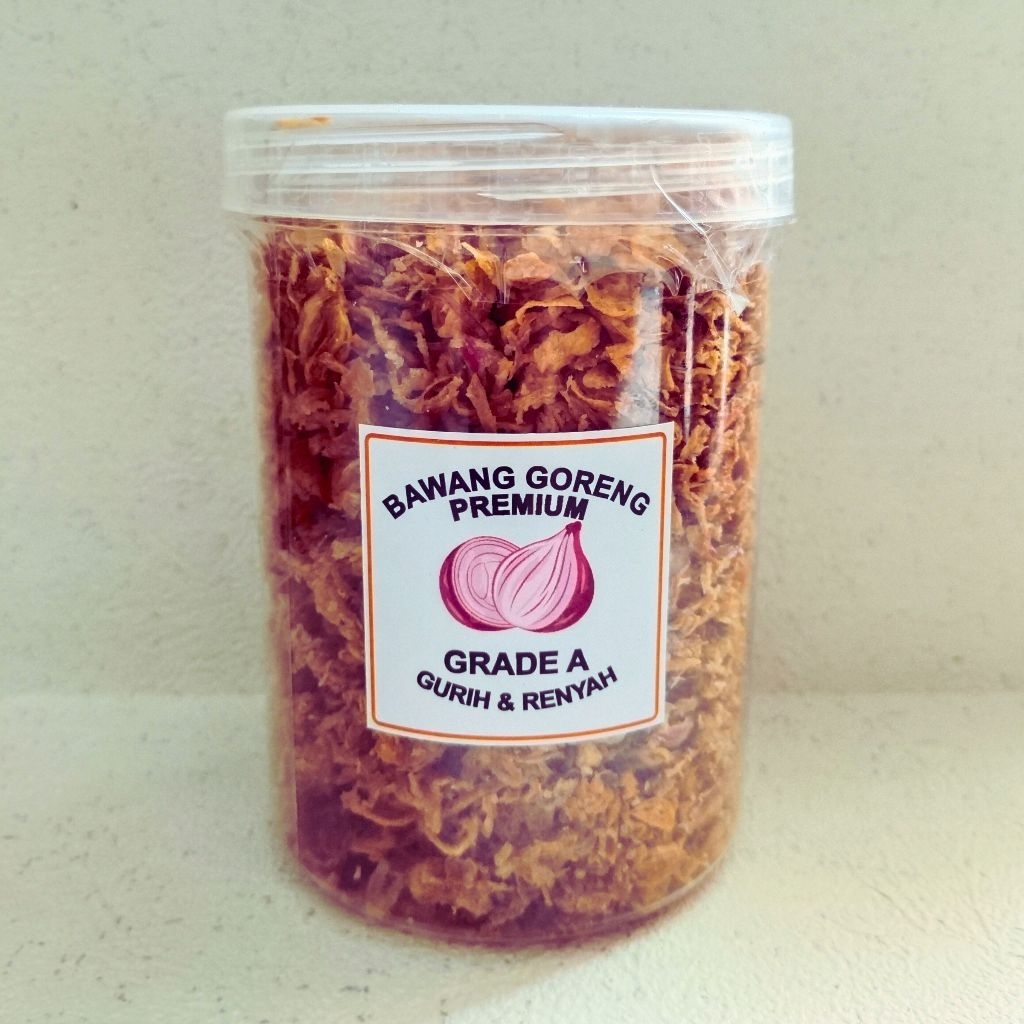 BAWANG GORENG
PREMIUM
GRADE A
GURIH & RENYAH